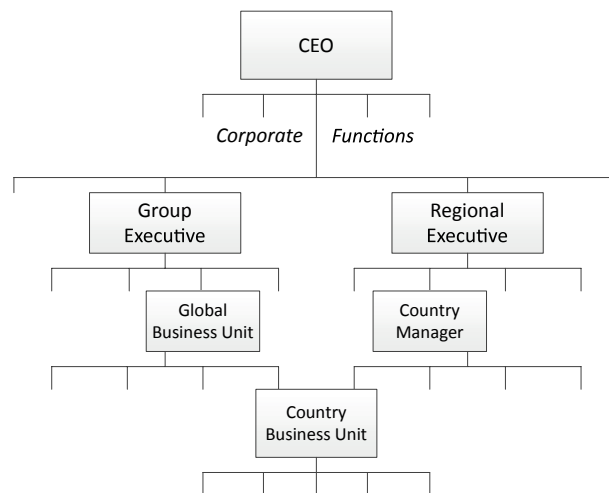 CEO
Corporate Functions
Group
Executive
Regional
Executive
Global
Business Unit
Country
Manager
Country
Business Unit